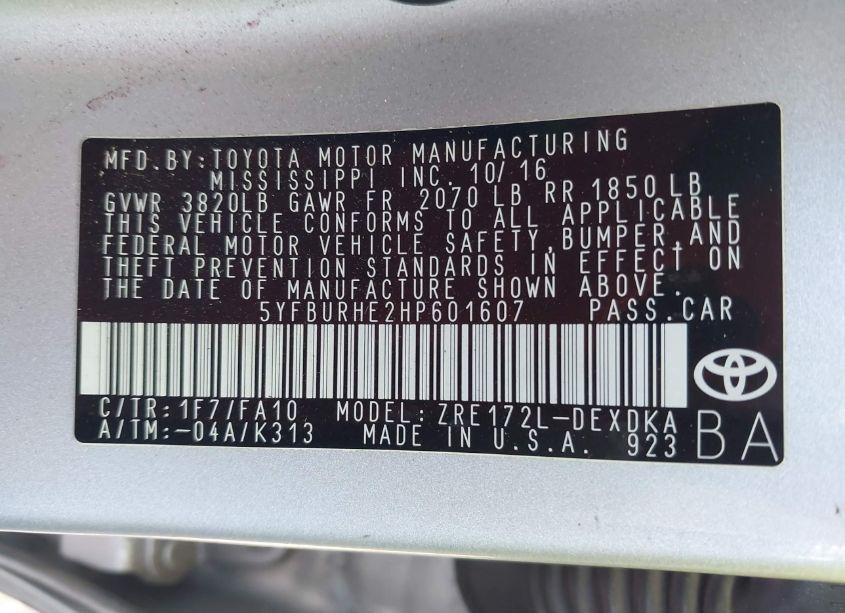 MFD.BY:TOYOTA MOTOR MANUFACTURING
MISSISSIPPI INC. 10/16
GVWR 3820LB GAWR FR 2070 LB RR 1850 LB
THIS VEHICLE CONFORMS TO ALL APPLICABLE
FEDERAL MOTOR VEHICLE SAFETY,BUMPER,AND
THEFT PREVENTION STANDARDS IN EFFECT ON
THE DATE OF MANUFACTURE SHOWN ABOVE.
5YFBURHE2HP601607 PASS.CAR
C/TR:1F7/FA10 MODEL:ZRE172L-DEXDKA
A/TM:-04A/K313 MADE IN U.S.A. 923
BA